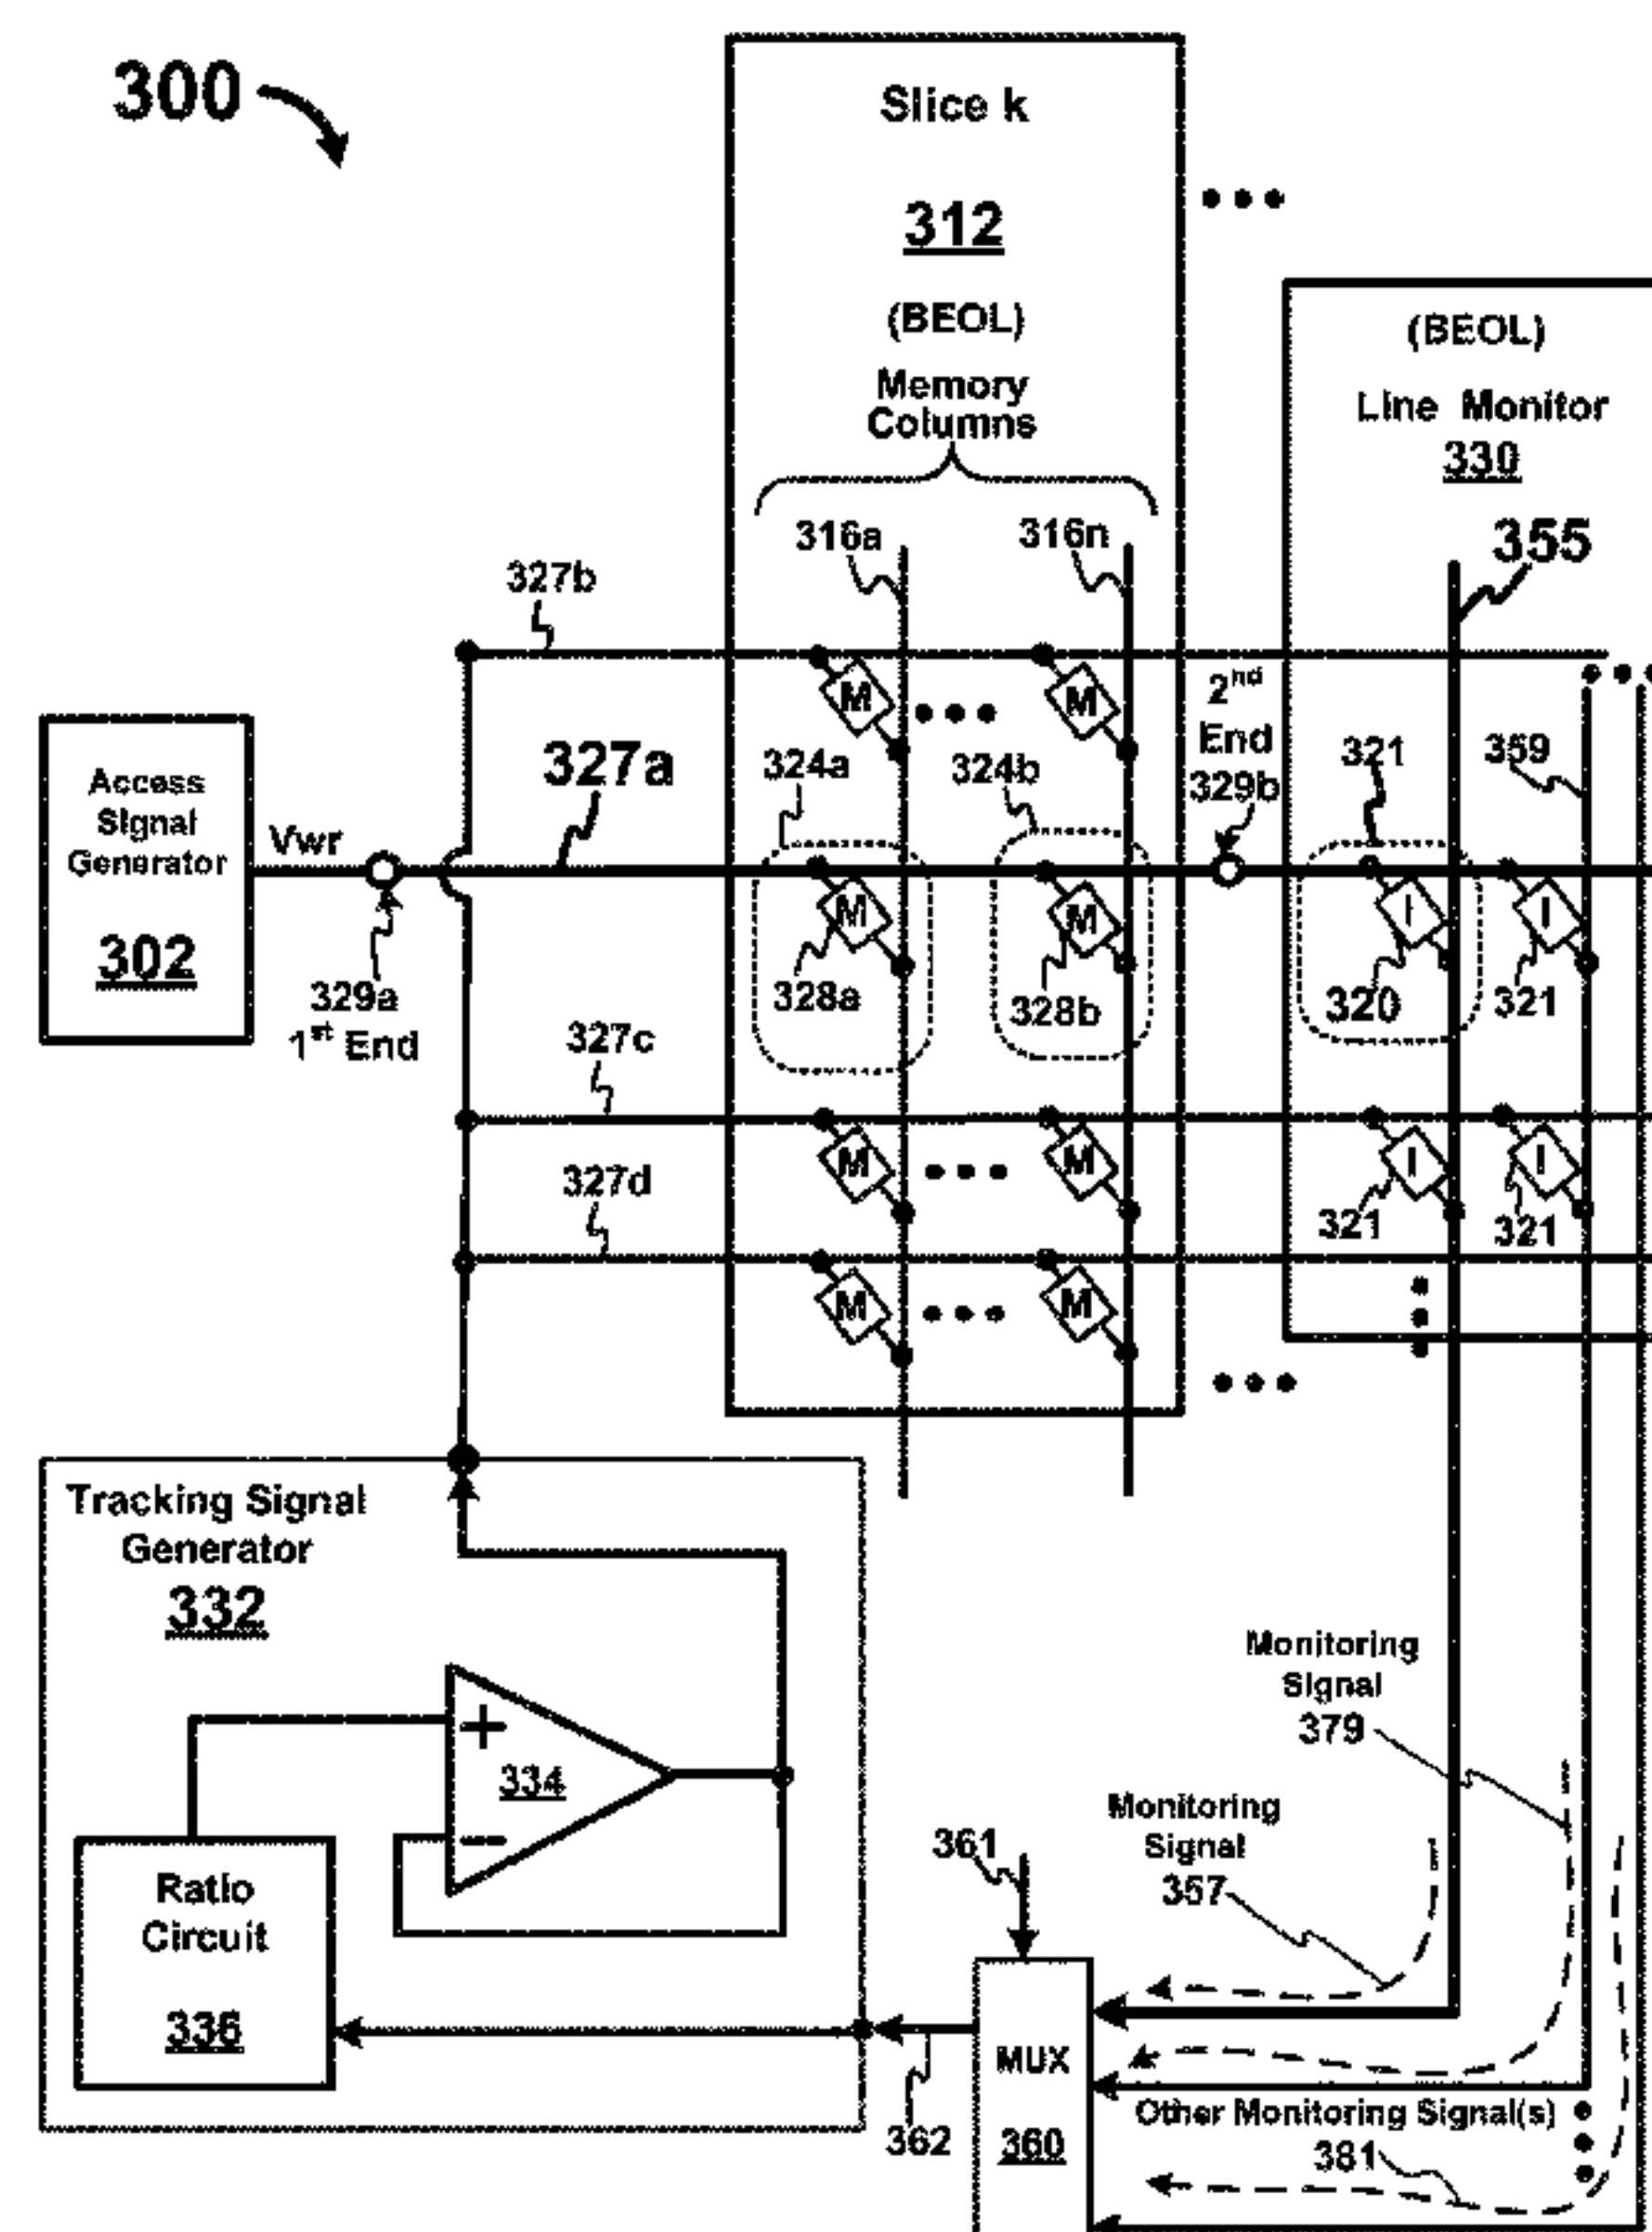 300
Slice k
312
(BEOL)
Memory
Columns
316a
316n
(BEOL)
Line Monitor
330
355
327b
M
M
2nd
End
329b
Access
Signal
Generator
302
Vwr
327a
324a
324b
321
359
M
M
I
I
329a
1st End
328a
328b
320
321
327c
M
M
I
I
321
321
327d
M
M
Tracking Signal
Generator
332
+
334
−
Ratio
Circuit
336
Monitoring
Signal
379
Monitoring
Signal
357
361
MUX
360
362
Other Monitoring Signal(s)
381